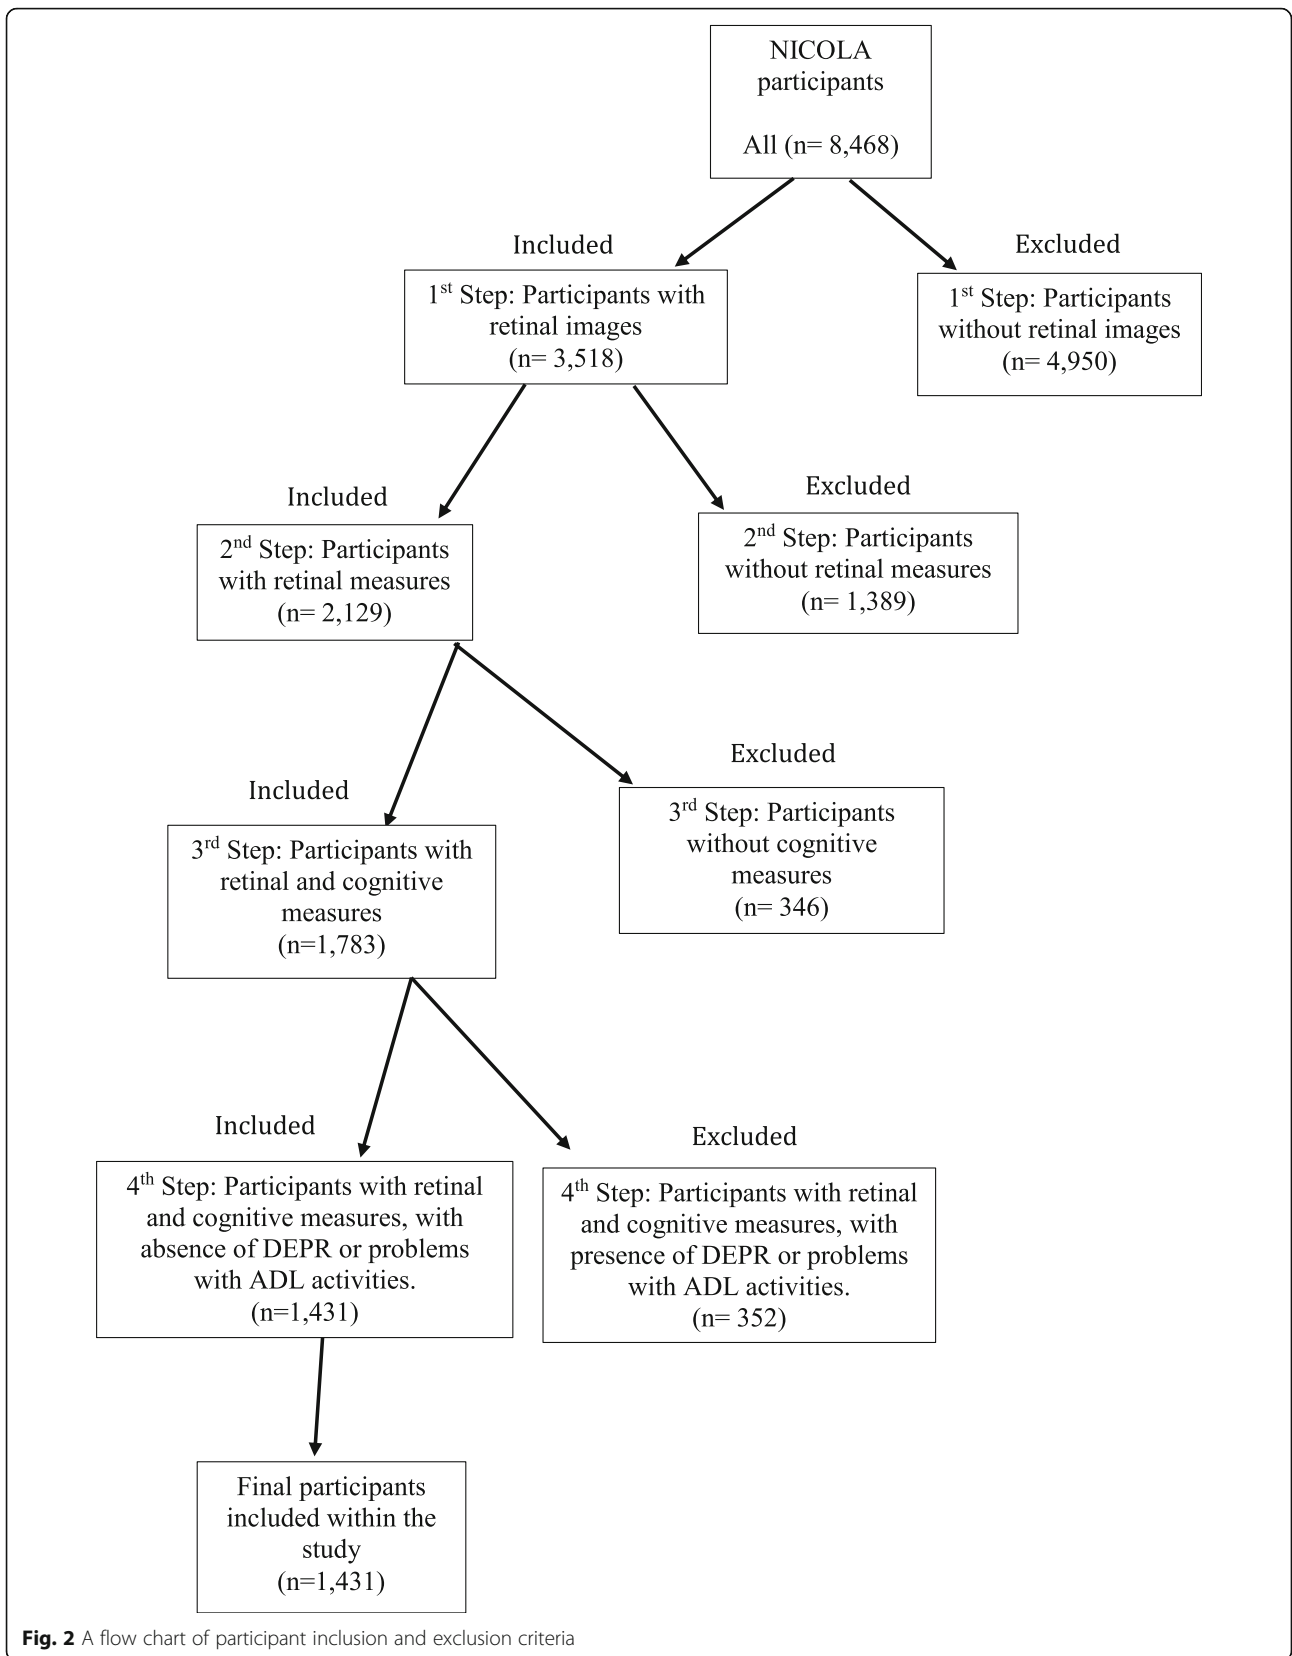 NICOLA
participants
All (n= 8,468)
Included
Excluded
1st Step: Participants with
retinal images
(n= 3,518)
1st Step: Participants
without retinal images
(n= 4,950)
Included
Excluded
2nd Step: Participants
with retinal measures
(n= 2,129)
2nd Step: Participants
without retinal measures
(n= 1,389)
Included
Excluded
3rd Step: Participants with
retinal and cognitive
measures
(n=1,783)
3rd Step: Participants
without cognitive
measures
(n= 346)
Included
Excluded
4th Step: Participants with retinal
and cognitive measures, with
absence of DEPR or problems
with ADL activities.
(n=1,431)
4th Step: Participants with retinal
and cognitive measures, with
presence of DEPR or problems
with ADL activities.
(n= 352)
Final participants
included within the
study
(n=1,431)
Fig. 2 A flow chart of participant inclusion and exclusion criteria